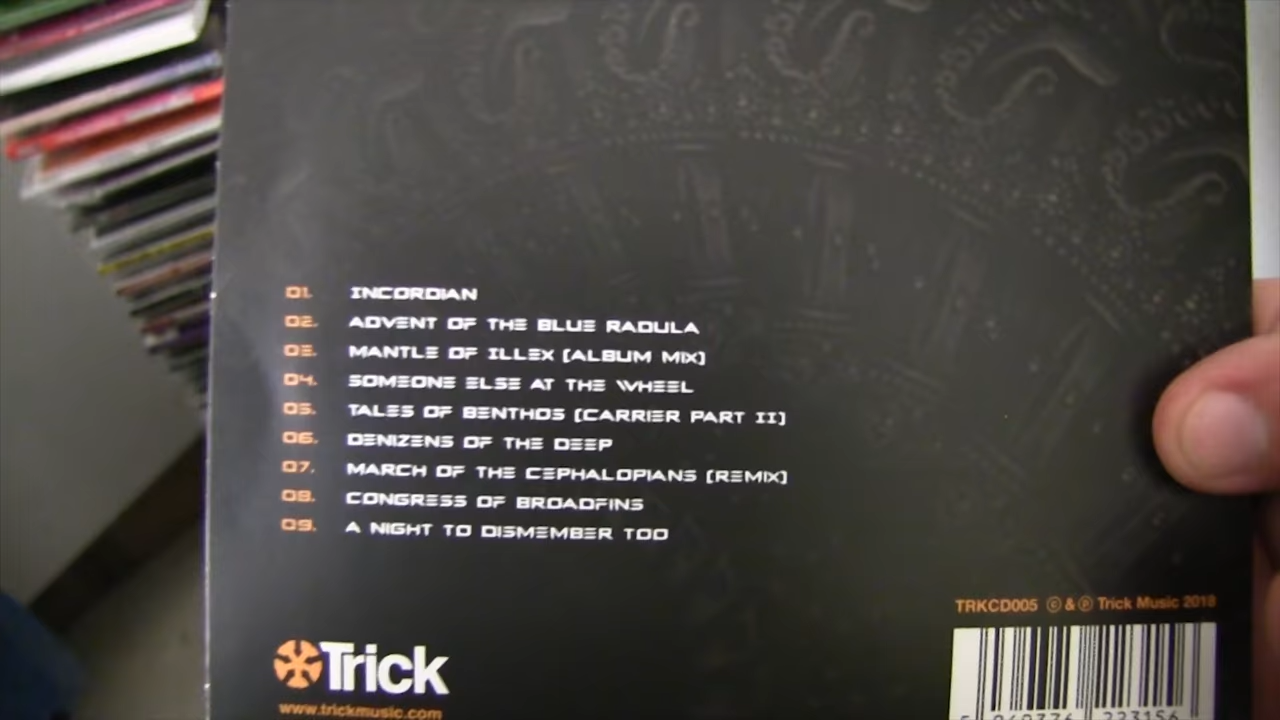 01. INCORDIAN
02. ADVENT OF THE BLUE RADULA
03. MANTLE OF ILLEX (ALBUM MIX)
04. SOMEONE ELSE AT THE WHEEL
05. TALES OF BENTHOS (CARRIER PART II)
06. DENIZENS OF THE DEEP
07. MARCH OF THE CEPHALOPIANS (REMIX)
08. CONGRESS OF BROADFINS
09. A NIGHT TO DISMEMBER TOO
TRKCD005 © & ℗ Trick Music 2018
Trick
www.trickmusic.com